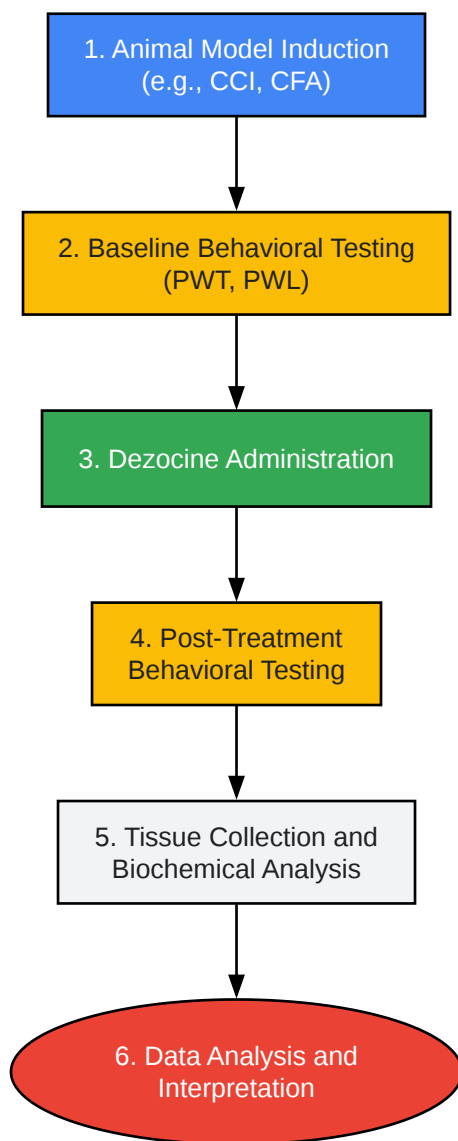 1. Animal Model Induction
(e.g., CCI, CFA)
2. Baseline Behavioral Testing
(PWT, PWL)
3. Dezocine Administration
4. Post-Treatment
Behavioral Testing
5. Tissue Collection and
Biochemical Analysis
6. Data Analysis and
Interpretation